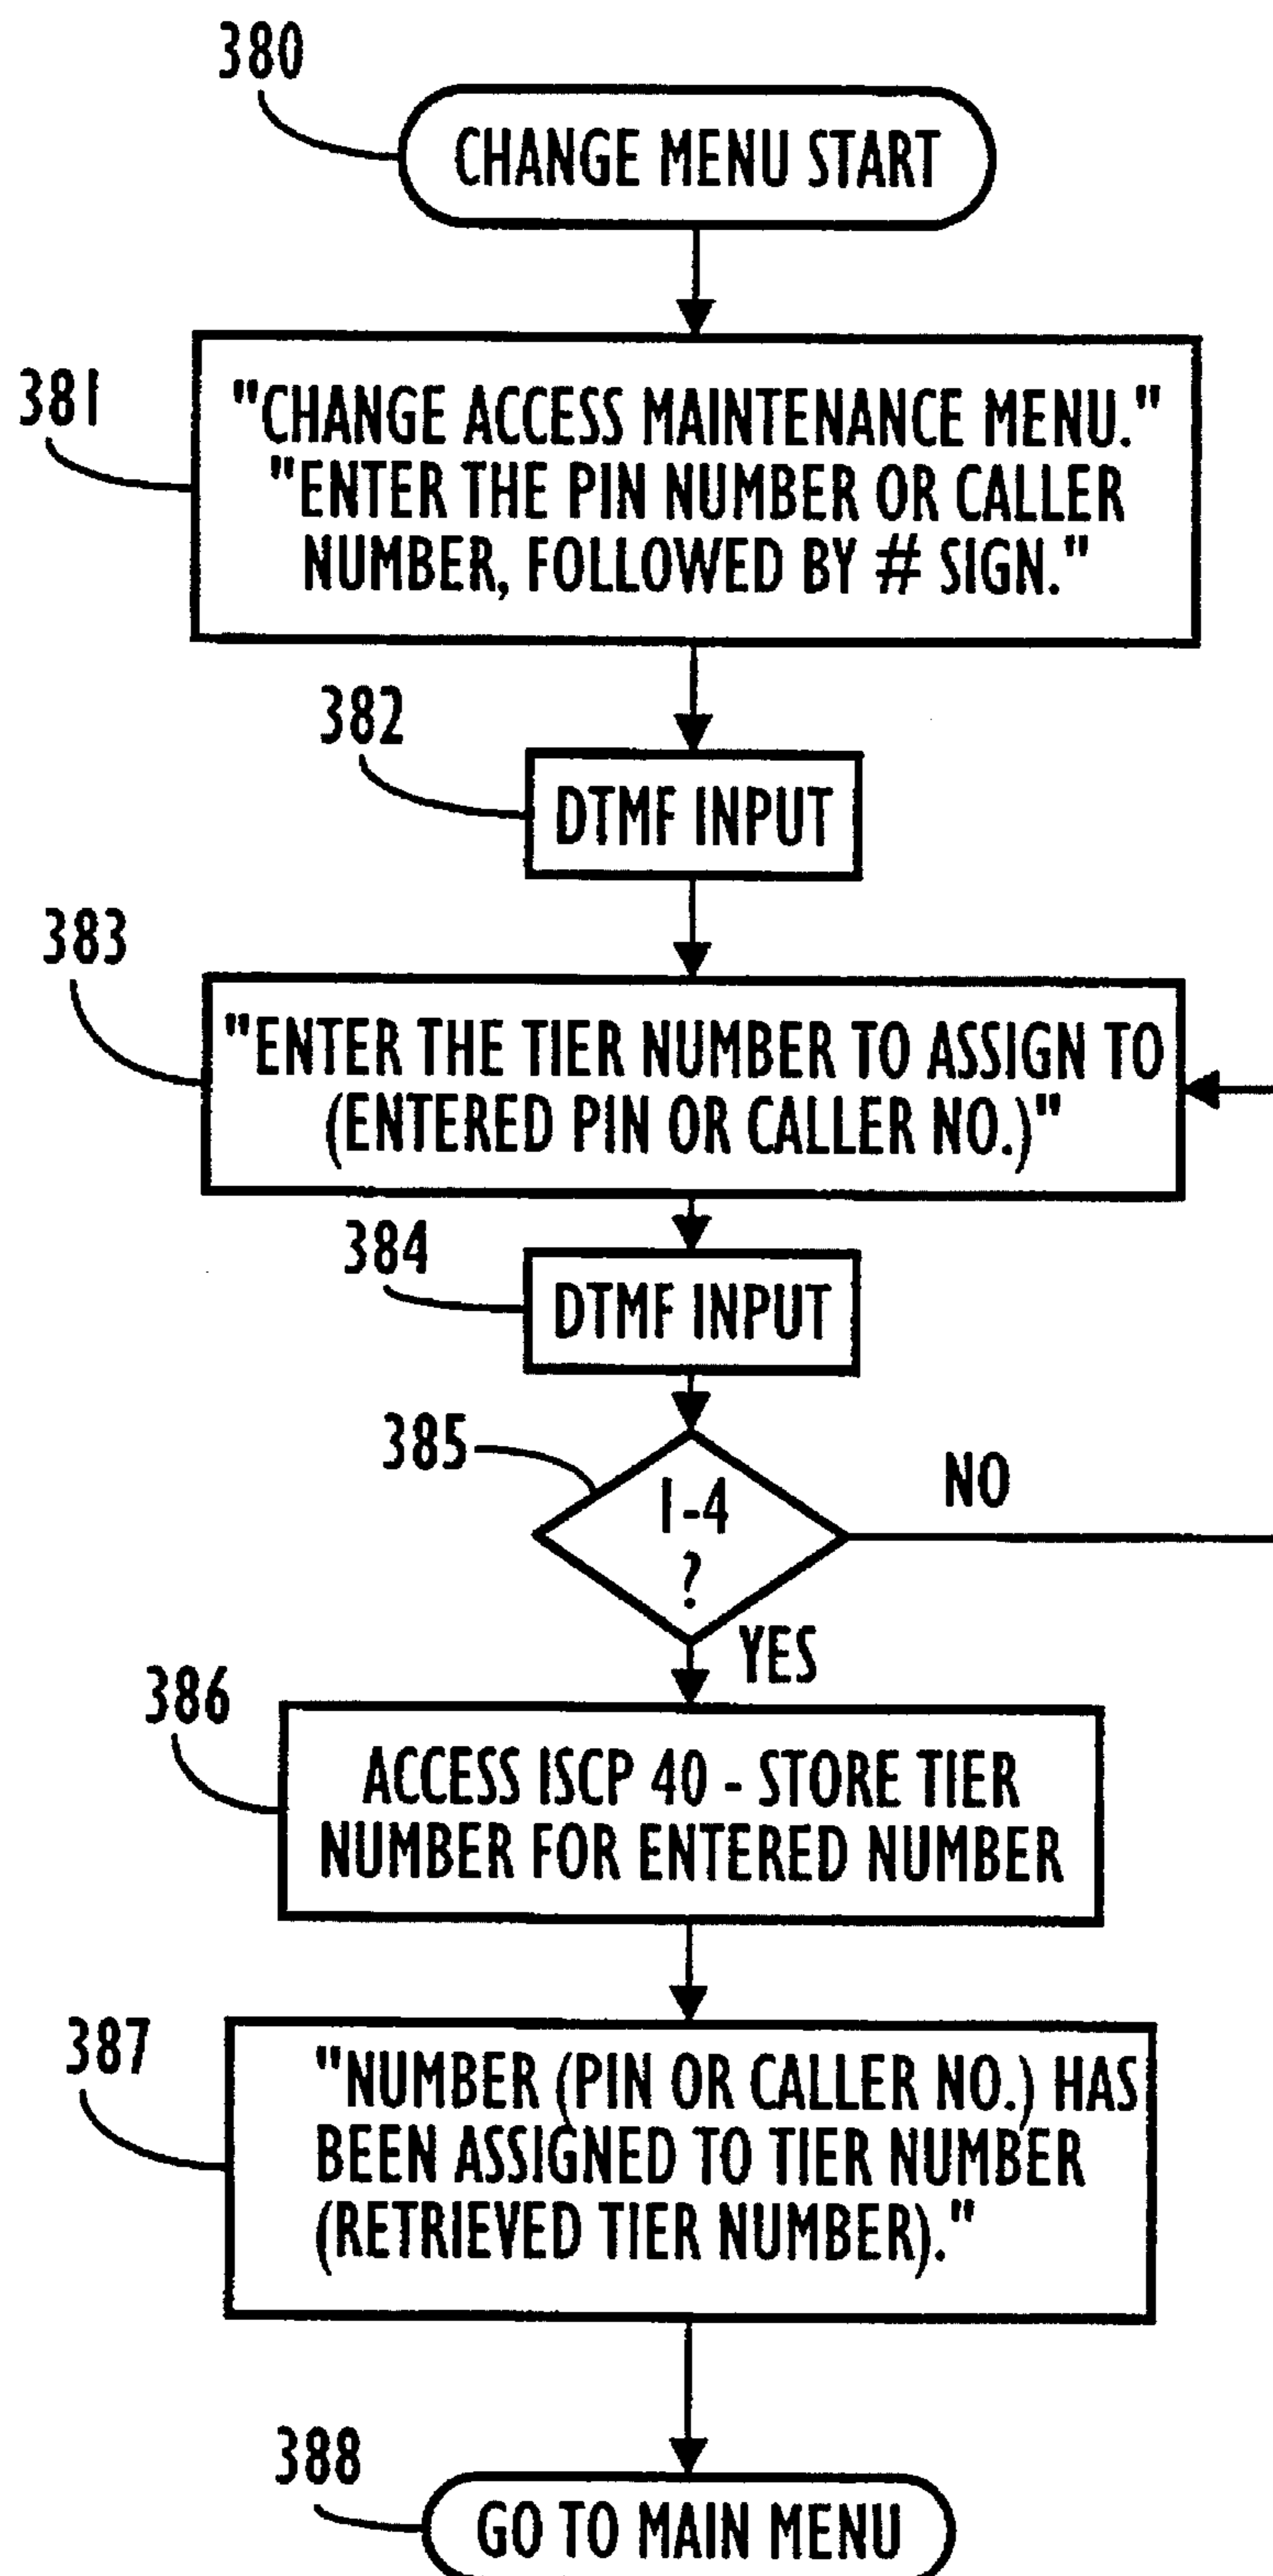 380
CHANGE MENU START
381
"CHANGE ACCESS MAINTENANCE MENU."
"ENTER THE PIN NUMBER OR CALLER
NUMBER, FOLLOWED BY # SIGN."
382
DTMF INPUT
383
"ENTER THE TIER NUMBER TO ASSIGN TO
(ENTERED PIN OR CALLER NO.)"
384
DTMF INPUT
385
1-4
?
NO
YES
386
ACCESS ISCP 40 - STORE TIER
NUMBER FOR ENTERED NUMBER
387
"NUMBER (PIN OR CALLER NO.) HAS
BEEN ASSIGNED TO TIER NUMBER
(RETRIEVED TIER NUMBER)."
388
GO TO MAIN MENU